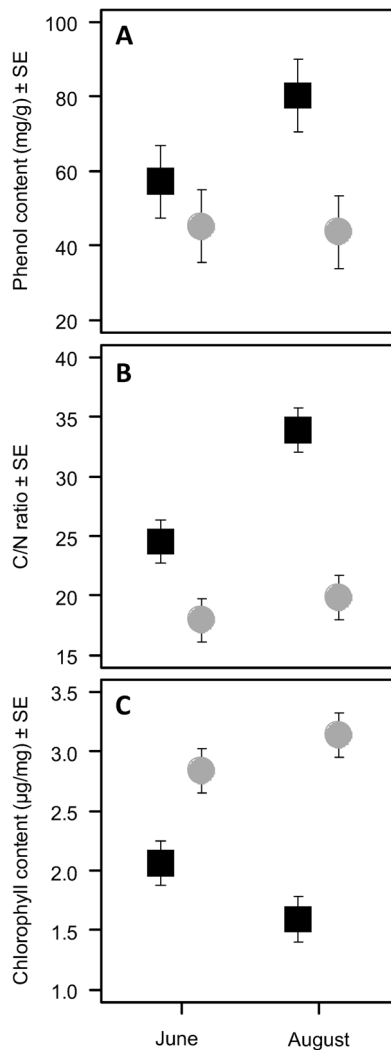 A
Phenol content (mg/g) ± SE
100
80
60
40
20
B
C/N ratio ± SE
40
35
30
25
20
15
C
Chlorophyll content (µg/mg) ± SE
3.5
3.0
2.5
2.0
1.5
1.0
June August